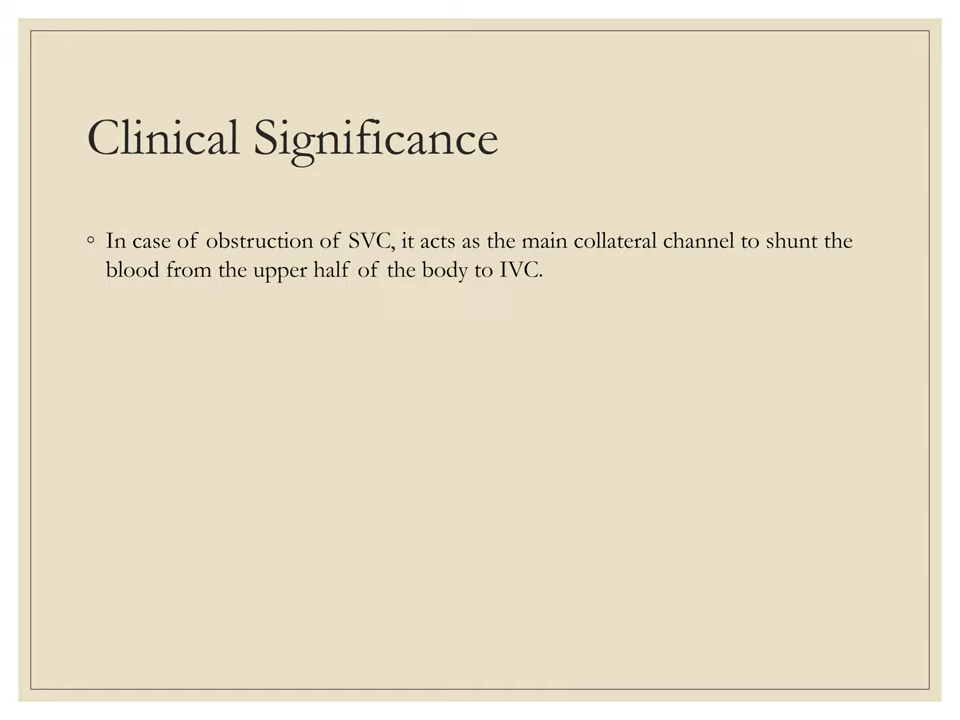 Clinical Significance
◦ In case of obstruction of SVC, it acts as the main collateral channel to shunt the
blood from the upper half of the body to IVC.